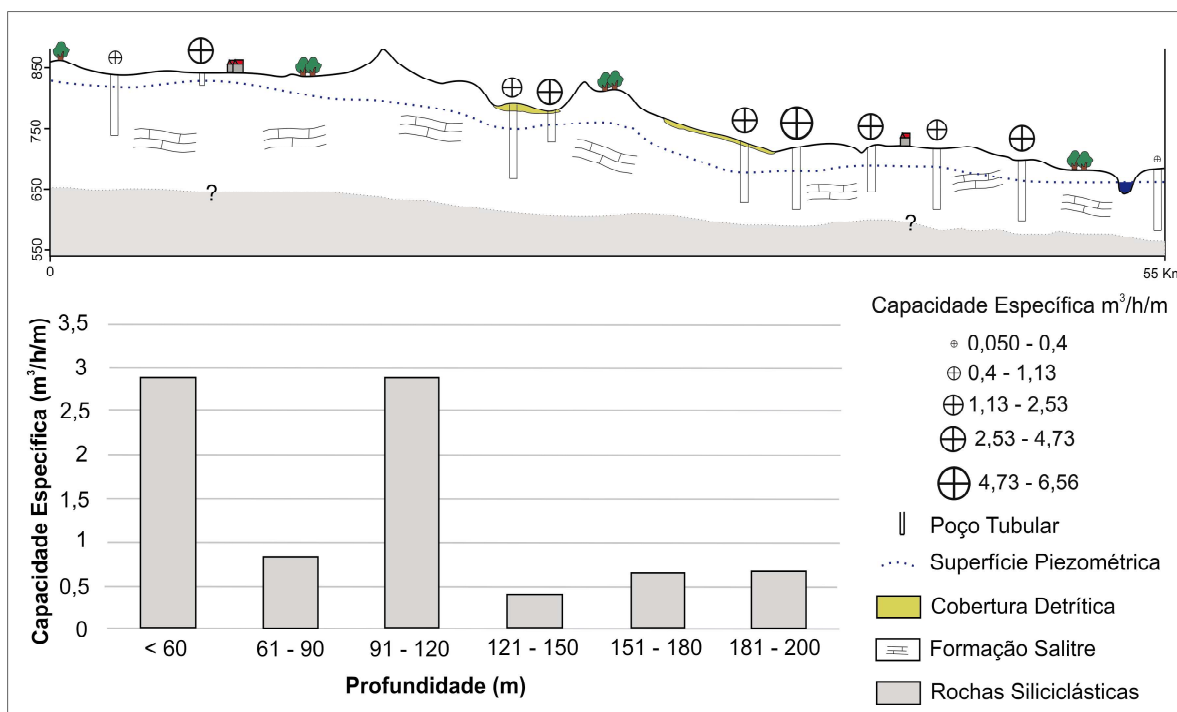 850
750
650
550
?
?
0
55 Km
Capacidade Específica (m³/h/m)
3,5
3
2,5
2
1,5
1
0,5
0
< 60
61 - 90
91 - 120
121 - 150
151 - 180
181 - 200
Profundidade (m)
Capacidade Específica m³/h/m
0,050 - 0,4
0,4 - 1,13
1,13 - 2,53
2,53 - 4,73
4,73 - 6,56
Poço Tubular
Superfície Piezométrica
Cobertura Detrítica
Formação Salitre
Rochas Siliciclásticas